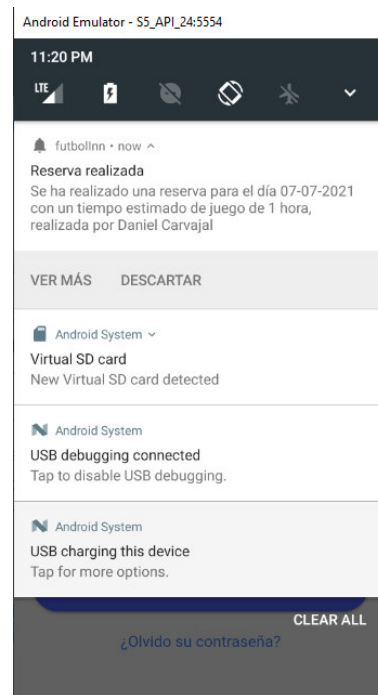 Android Emulator - S5_API_24:5554
11:20 PM
LTE
futbolInn • now
Reserva realizada
Se ha realizado una reserva para el día 07-07-2021
con un tiempo estimado de juego de 1 hora,
realizada por Daniel Carvajal
VER MÁS DESCARTAR
Android System
Virtual SD card
New Virtual SD card detected
Android System
USB debugging connected
Tap to disable USB debugging.
Android System
USB charging this device
Tap for more options.
CLEAR ALL
¿Olvido su contraseña?